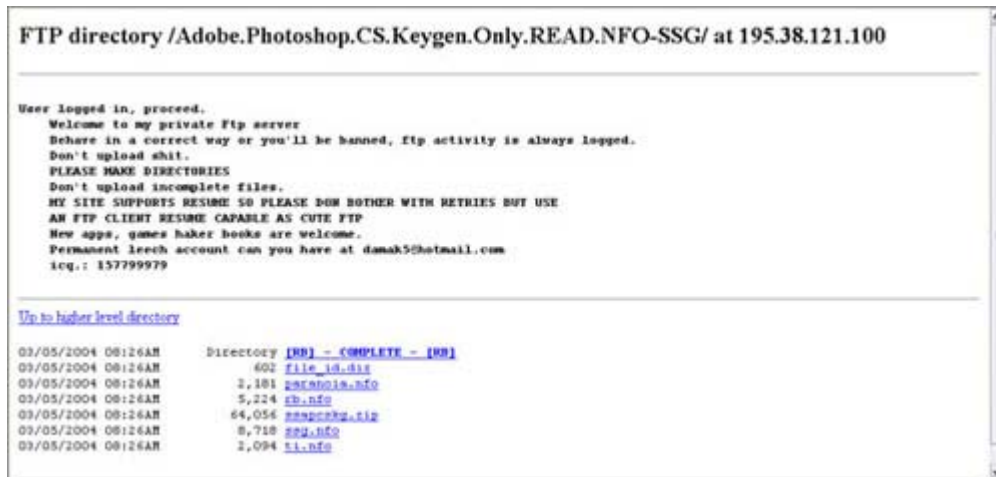 FTP directory /Adobe.Photoshop.CS.Keygen.Only.READ.NFO-SSG/ at 195.38.121.100
User logged in, proceed.
Welcome to my private Ftp server
Behave in a correct way or you'll be banned, ftp activity is always logged.
Don't upload shit.
PLEASE MAKE DIRECTORIES
Don't upload incomplete files.
MY SITE SUPPORTS RESUME SO PLEASE DON BOTHER WITH RETRIES BUT USE
AN FTP CLIENT RESUME CAPABLE AS CUTE FTP
New apps, games haker books are welcome.
Permanent leech account can you have at damak5@hotmail.com
icq.: 157799979
Up to higher level directory
03/05/2004 08:26AM Directory [RB] - COMPLETE - [RB]
03/05/2004 08:26AM 602 file_id.diz
03/05/2004 08:26AM 2,181 paranoia.nfo
03/05/2004 08:26AM 5,224 rb.nfo
03/05/2004 08:26AM 64,056
03/05/2004 08:26AM 8,718 ssg.nfo
03/05/2004 08:26AM 2,094 ti.nfo